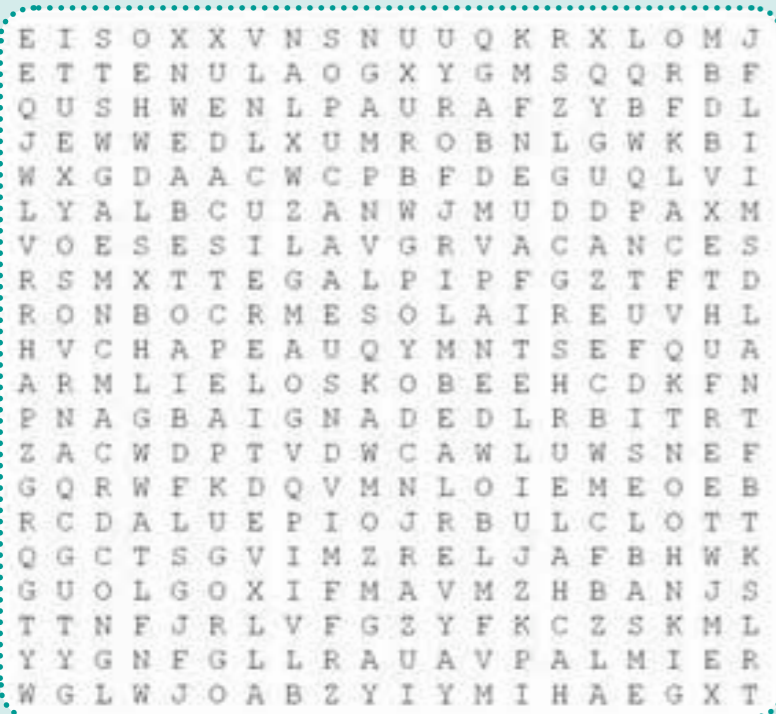 E I S O X X V N S N U U Q K R X L O M J
E T T E N U L A O G X Y G M S Q Q R B F
Q U S H W E N L P A U R A F Z Y B F D L
J E W W E D L X U M R O B N L G W K B I
W X G D A A C W C P B F D E G U Q L V I
L Y A L B C U Z A N W J M U D D P A X M
V O E S E S I L A V G R V A C A N C E S
R S M X T T E G A L P I P F G Z T F T D
R O N B O C R M E S O L A I R E U V H L
H V C H A P E A U Q Y M N T S E F Q U A
A R M L I E L O S K O B E E H C D K F N
P N A G B A I G N A D E D L R B I T R T
Z A C W D P T V D W C A W L U W S N E F
G Q R W F K D Q V M N L O I E M E O E B
R C D A L U E P I O J R B U L C L O T T
Q G C T S G V I M Z R E L J A F B H W K
G U O L G O X I F M A V M Z H B A N J S
T T N F J R L V F G Z Y F K C Z S K M L
Y Y G N F G L L R A U A V P A L M I E R
W G L W J O A B Z Y I Y M I H A E G X T